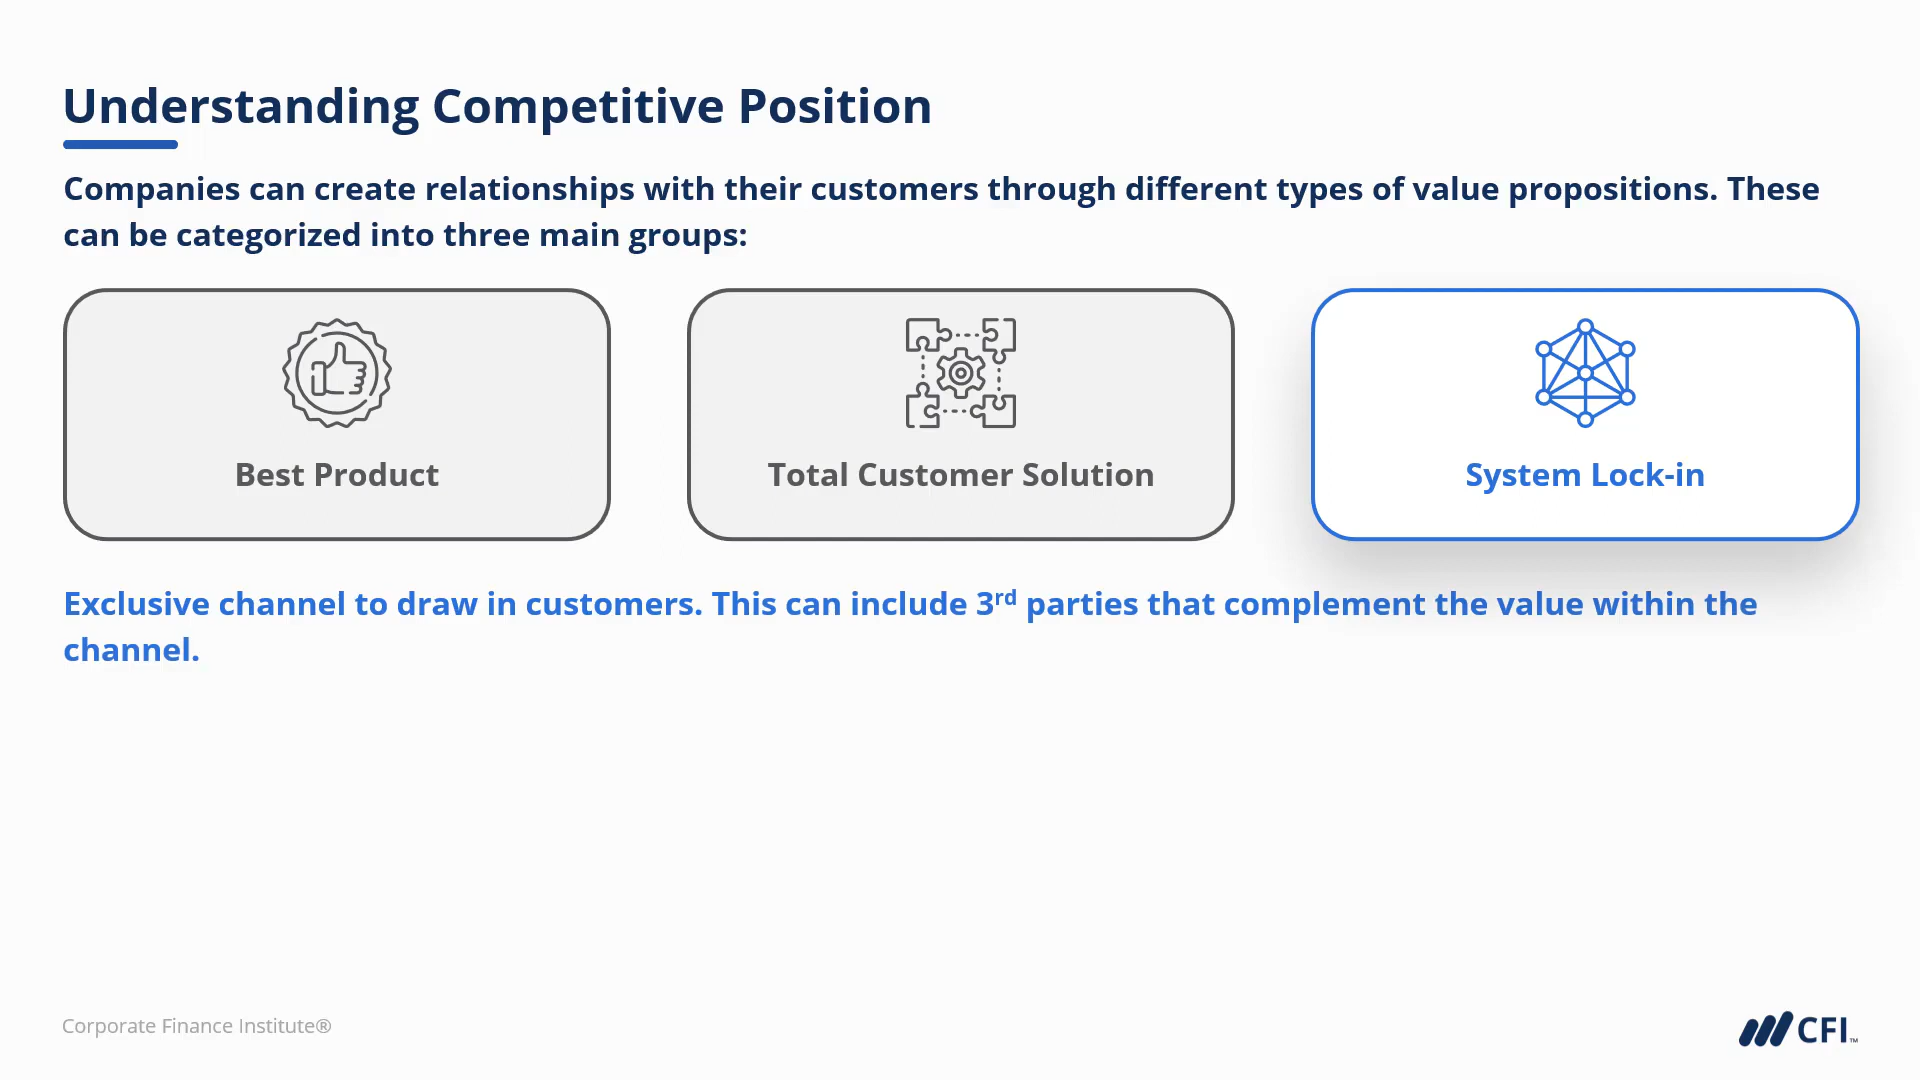 Understanding Competitive Position
Companies can create relationships with their customers through different types of value propositions. These
can be categorized into three main groups:
Best Product
Total Customer Solution
System Lock-in
Exclusive channel to draw in customers. This can include 3rd parties that complement the value within the
channel.
Corporate Finance Institute®
CFI™